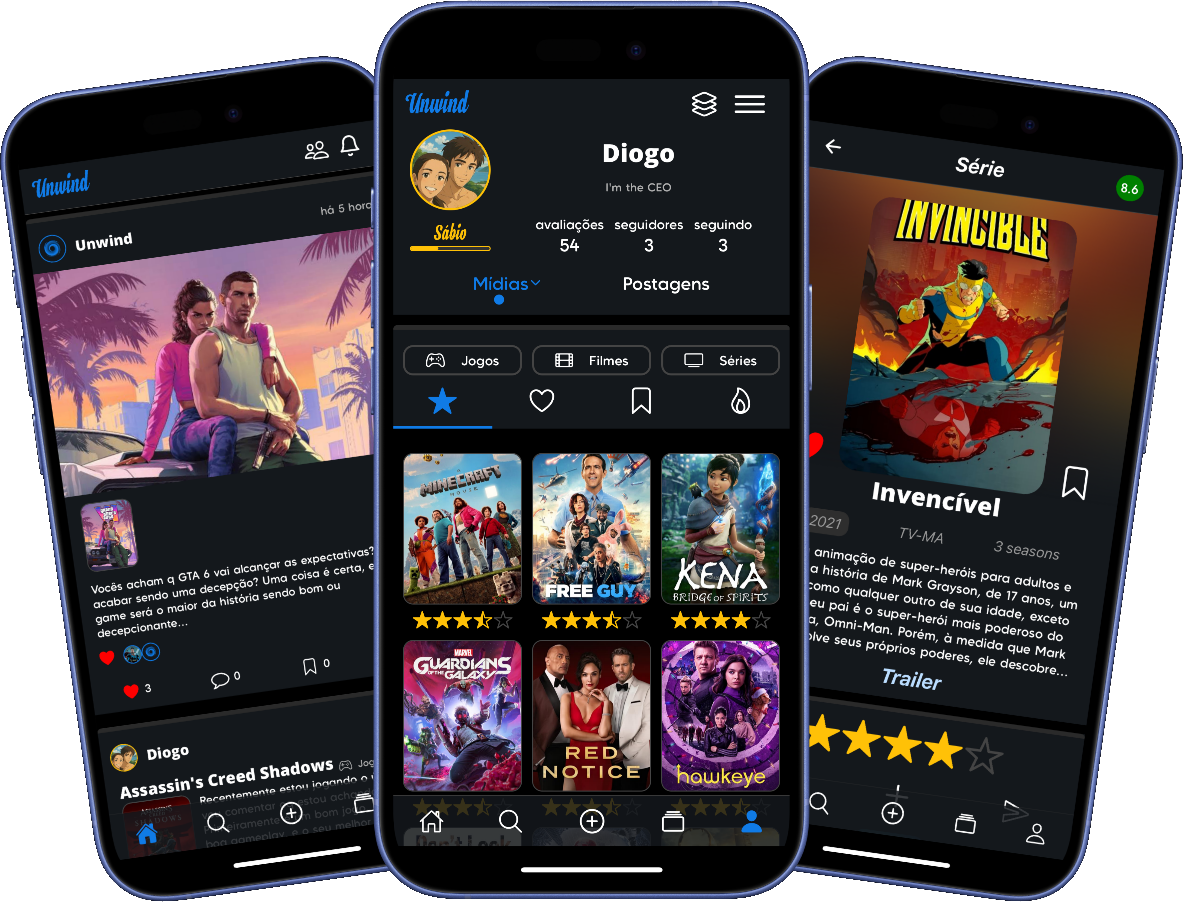 Unwind
há 5 hora
Unwind
Vocês acham q GTA 6 vai alcançar as expectativas?
acabar sendo uma decepção? Uma coisa é certa, e
game será o maior da história sendo bom ou
decepcionante...
3
0
0
Diogo
Assassin's Creed Shadows
Recentemente estou jogando o
Unwind
Diogo
I'm the CEO
Sábio
avaliações seguidores seguindo
54 3 3
Mídias Postagens
Jogos Filmes Séries
MINECRAFT
MOVIE
FREE GUY
KENA
BRIDGE OF SPIRITS
MARVEL
GUARDIANS
OF THE GALAXY
RED
NOTICE
hawkeye
Don't Look
Série
8.6
INVINCIBLE
Invencível
2021 TV-MA 3 seasons
animação de super-heróis para adultos e
a história de Mark Grayson, de 17 anos, um
como qualquer outro de sua idade, exceto
eu pai é o super-herói mais poderoso do
a, Omni-Man. Porém, à medida que Mark
olve seus próprios poderes, ele descobre...
Trailer